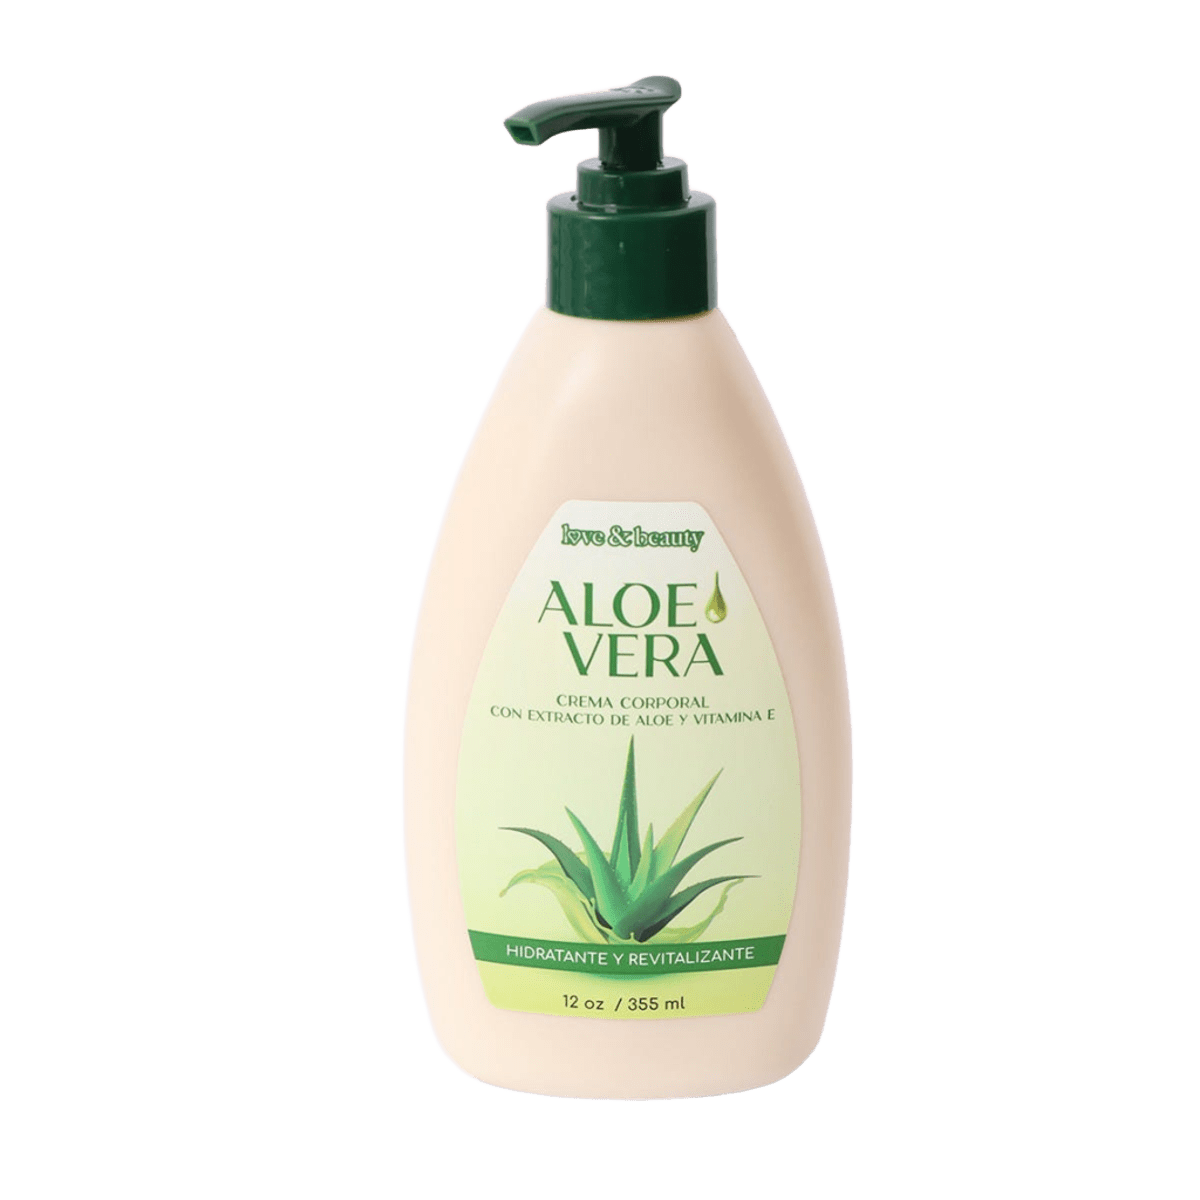 love & beauty
ALOE
VERA
CREMA CORPORAL
CON EXTRACTO DE ALOE Y VITAMINA E
HIDRATANTE Y REVITALIZANTE
12 oz / 355 ml